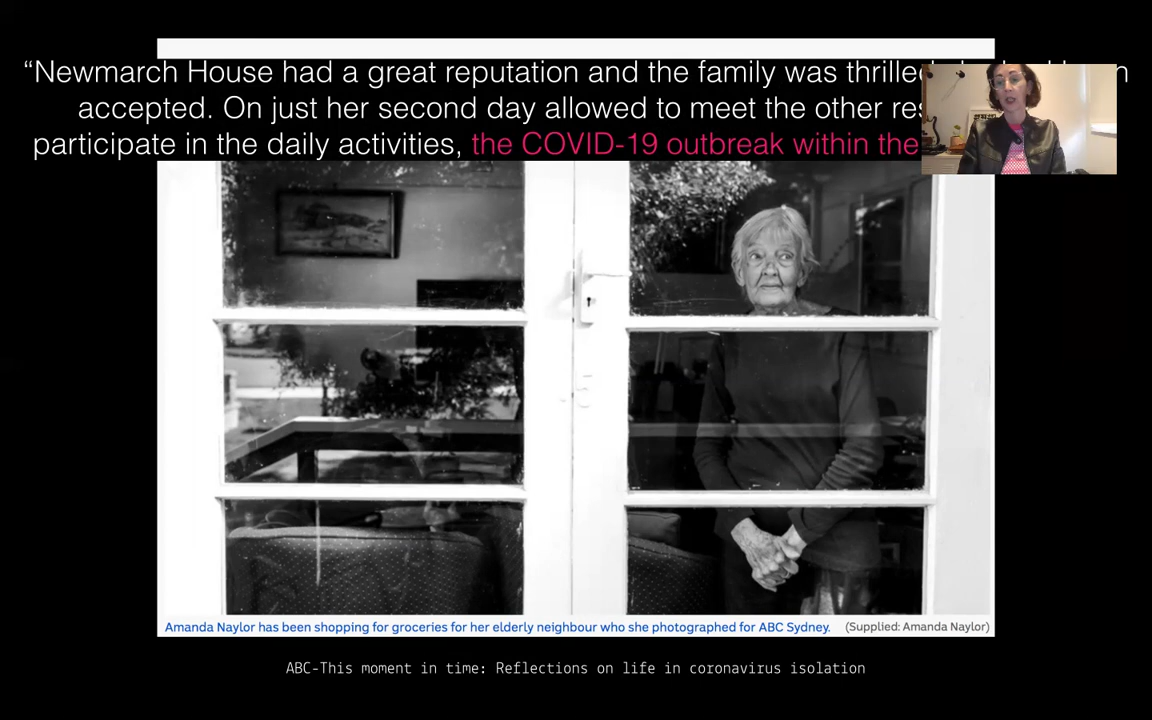 “Newmarch House had a great reputation and the family was thrilled
accepted. On just her second day allowed to meet the other
participate in the daily activities, the COVID-19 outbreak within the
Amanda Naylor has been shopping for groceries for her elderly neighbour who she photographed for ABC Sydney. (Supplied: Amanda Naylor)
ABC-This moment in time: Reflections on life in coronavirus isolation